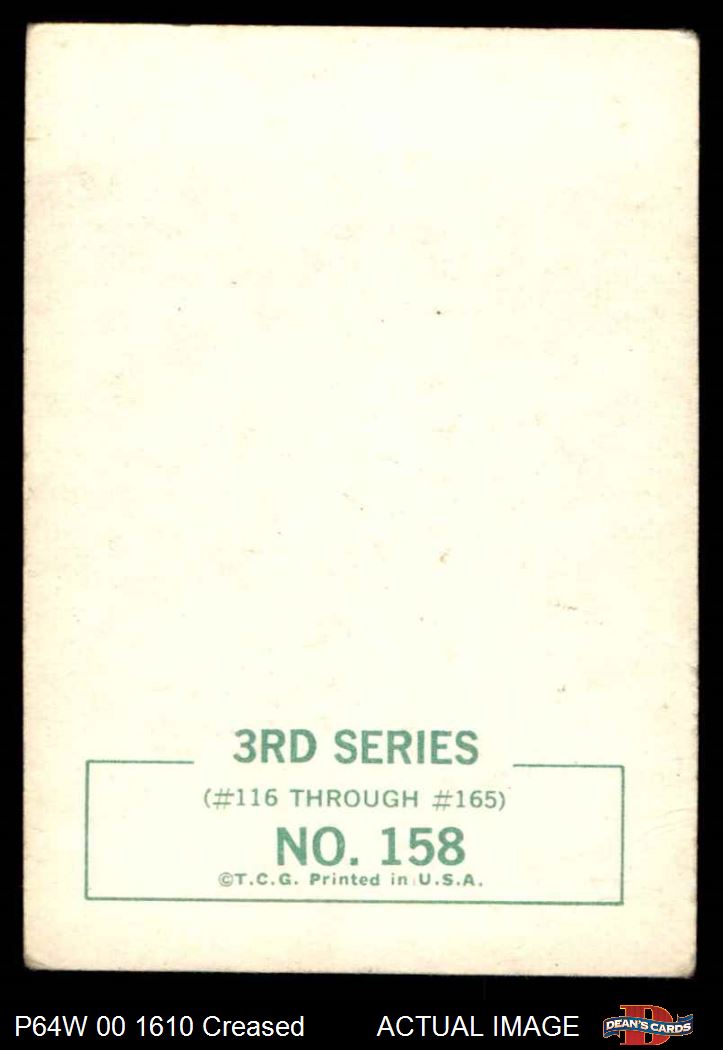 3RD SERIES
(#116 THROUGH #165)
NO. 158
©T.C.G. Printed in U.S.A.
P64W 00 1610 Creased ACTUAL IMAGE
DEAN'S CARDS